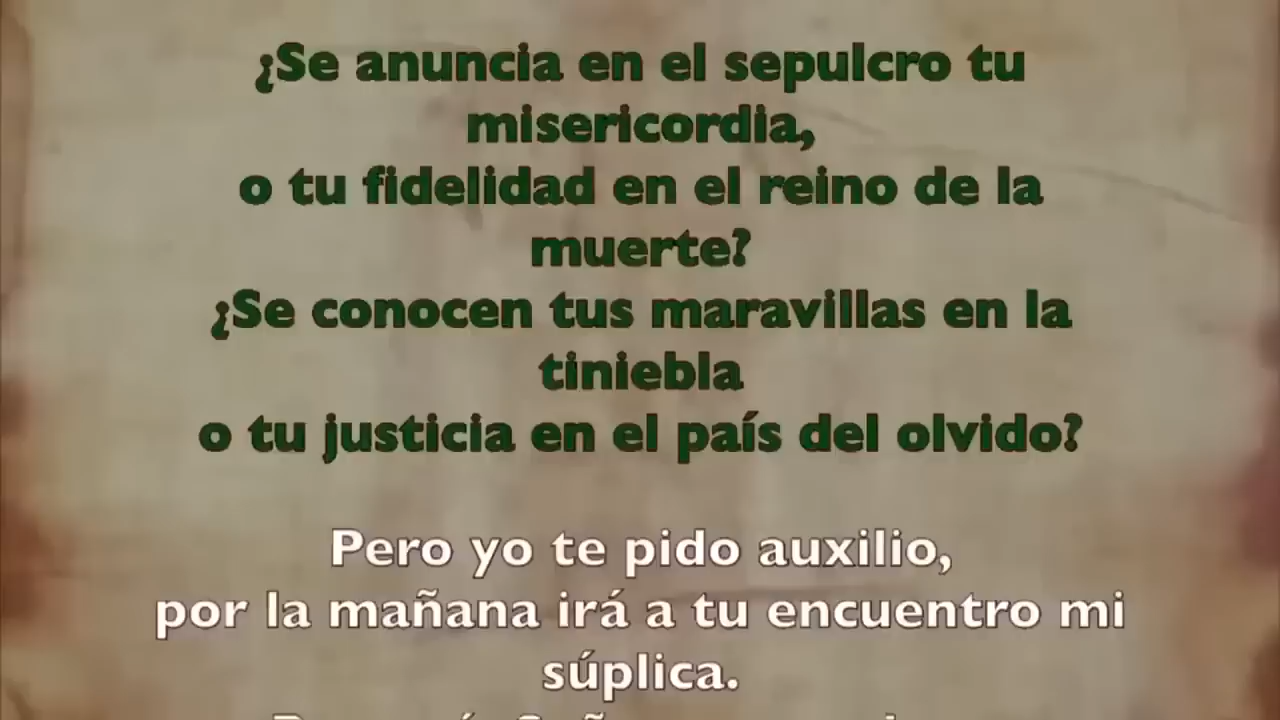 ¿Se anuncia en el sepulcro tu
misericordia,
o tu fidelidad en el reino de la
muerte?
¿Se conocen tus maravillas en la
tiniebla
o tu justicia en el país del olvido?
Pero yo te pido auxilio,
por la mañana irá a tu encuentro mi
súplica.